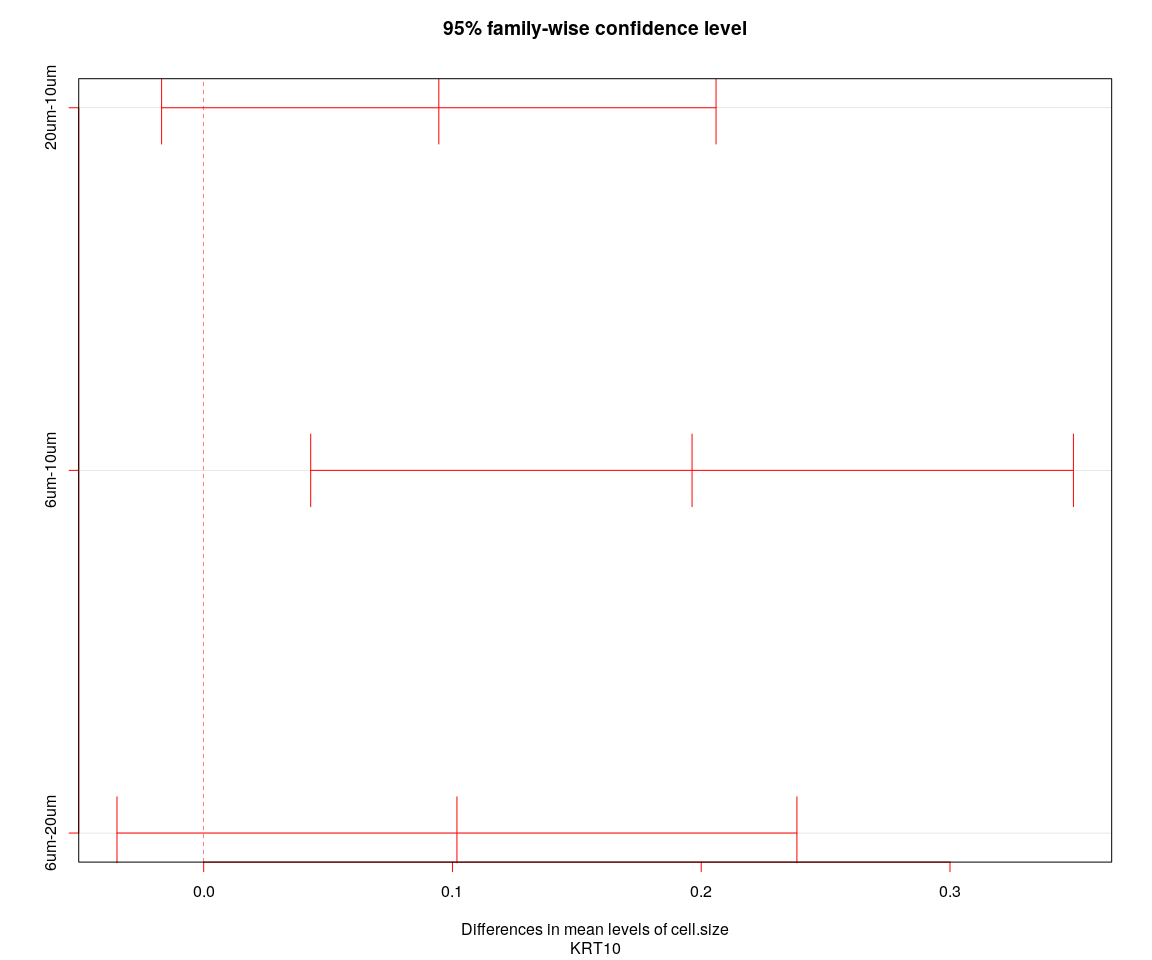 95% family-wise confidence level
20um-10um
6um-10um
6um-20um
0.0 0.1 0.2 0.3
Differences in mean levels of cell.size
KRT10